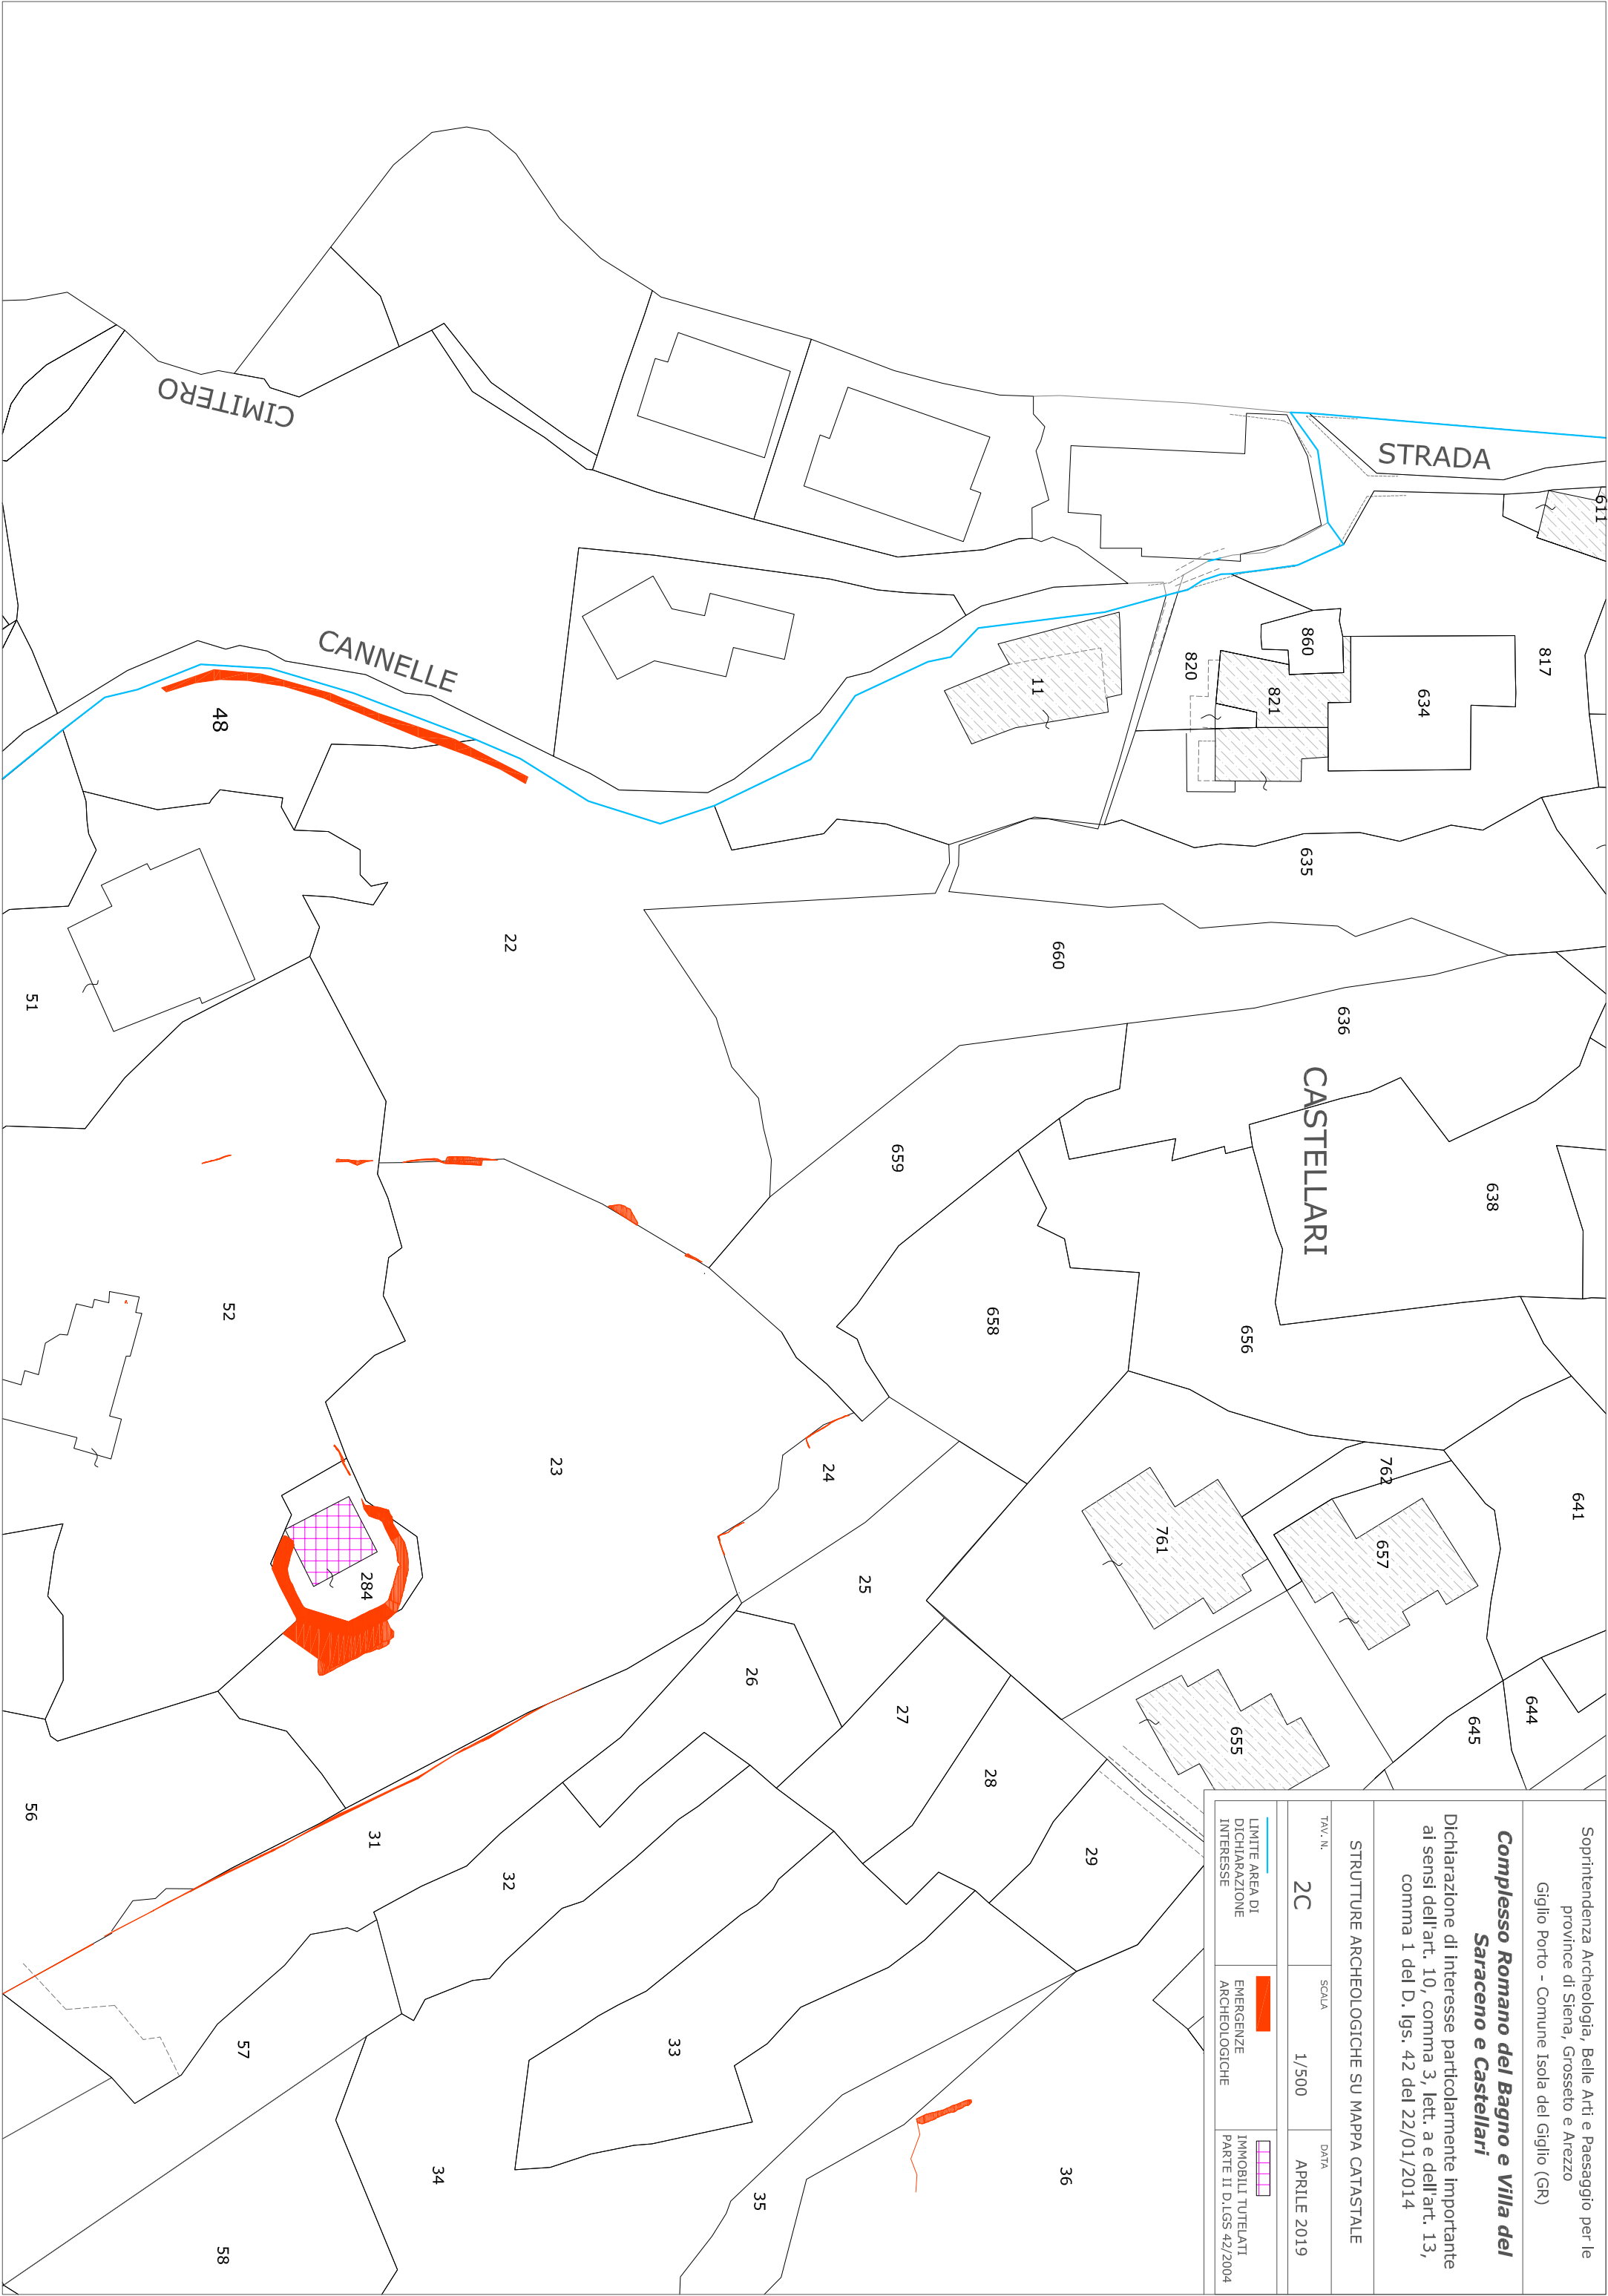 Soprintendenza Archeologia, Belle Arti e Paesaggio per le
province di Siena, Grosseto e Arezzo
Giglio Porto - Comune Isola del Giglio (GR)
Complesso Romano del Bagno e Villa del
Saraceno e Castellari
Dichiarazione di interesse particolarmente importante
ai sensi dell'art. 10, comma 3, lett. a e dell'art. 13,
comma 1 del D. lgs. 42 del 22/01/2014
STRUTTURE ARCHEOLOGICHE SU MAPPA CATASTALE
TAV. N.
2C
SCALA
1/500
DATA
APRILE 2019
LIMITE AREA DI
DICHIARAZIONE
INTERESSE
EMERGENZE
ARCHEOLOGICHE
IMMOBILI TUTELATI
PARTE II D.LGS 42/2004
STRADA
CIMITERO
CANNELLE
CASTELLARI
611
817
860
820
821
634
11
48
635
22
660
51
636
659
638
52
658
656
23
24
762
641
761
657
284
25
26
27
655
644
645
28
56
31
29
32
57
33
34
35
36
58